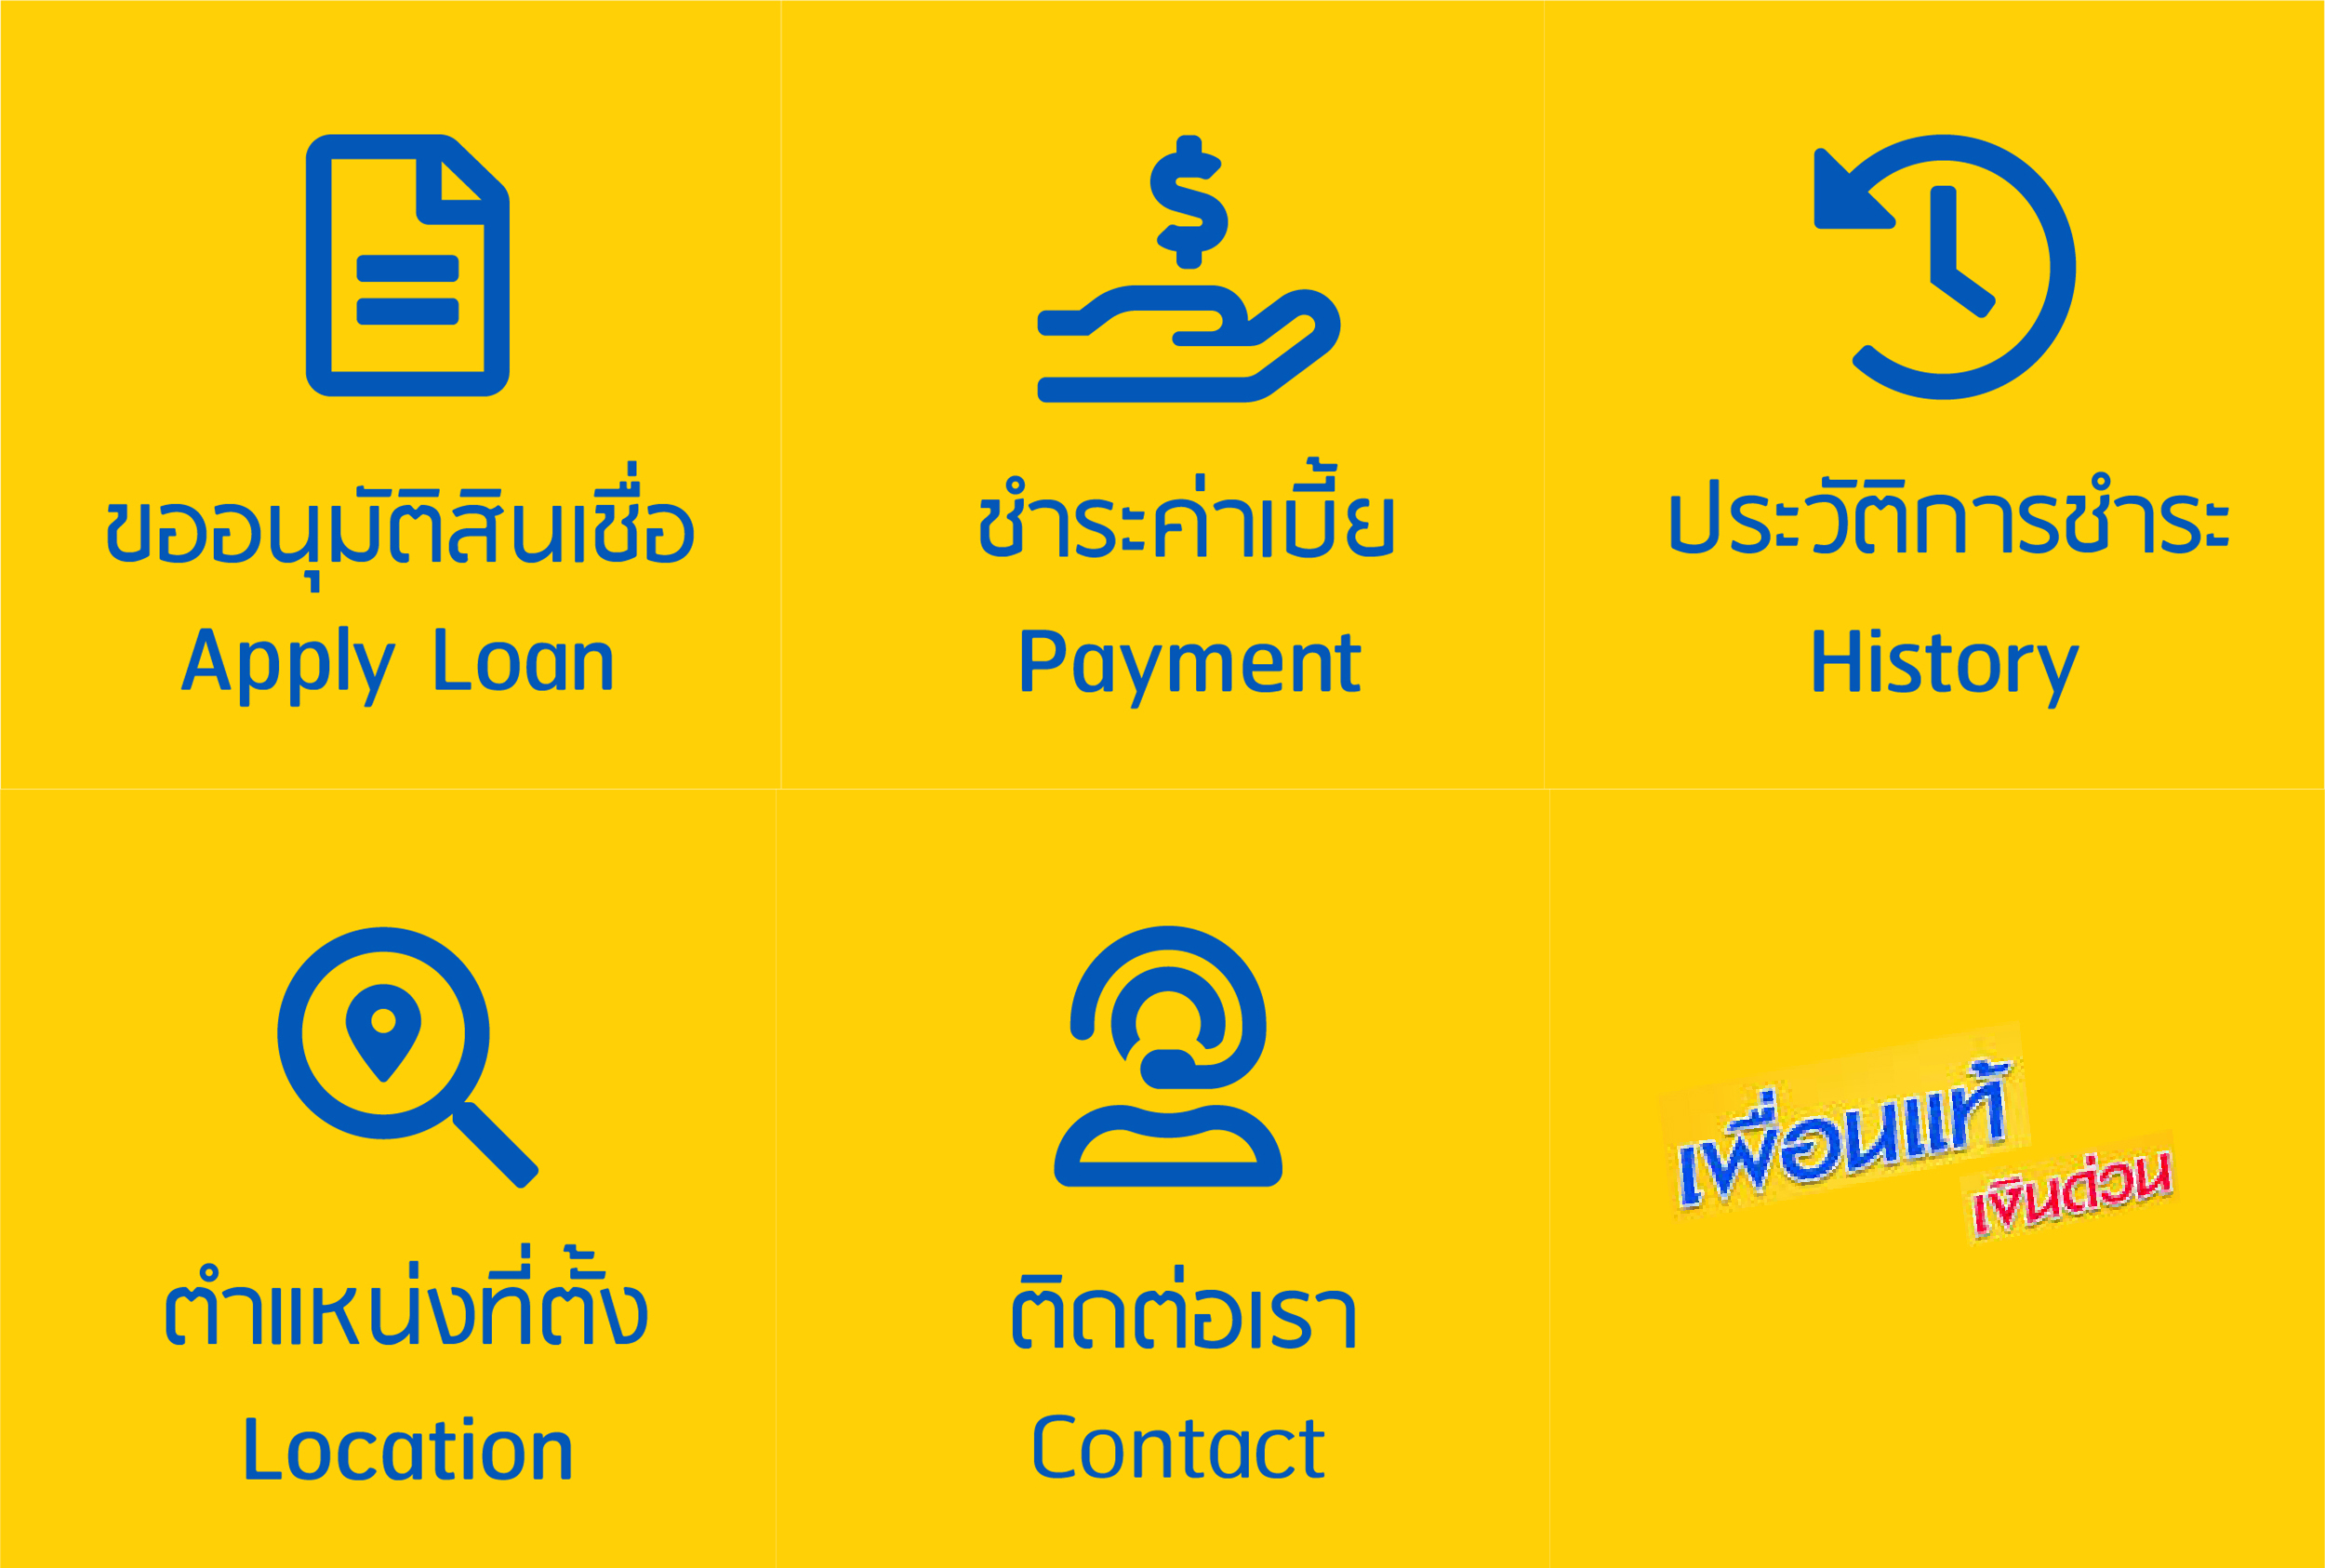 ขออนุมัติสินเชื่อ
Apply Loan
ชำระค่าเบี้ย
Payment
ประวัติการชำระ
History
ตำแหน่งที่ตั้ง
Location
ติดต่อเรา
Contact
เพื่อนแท้
เงินด่วน